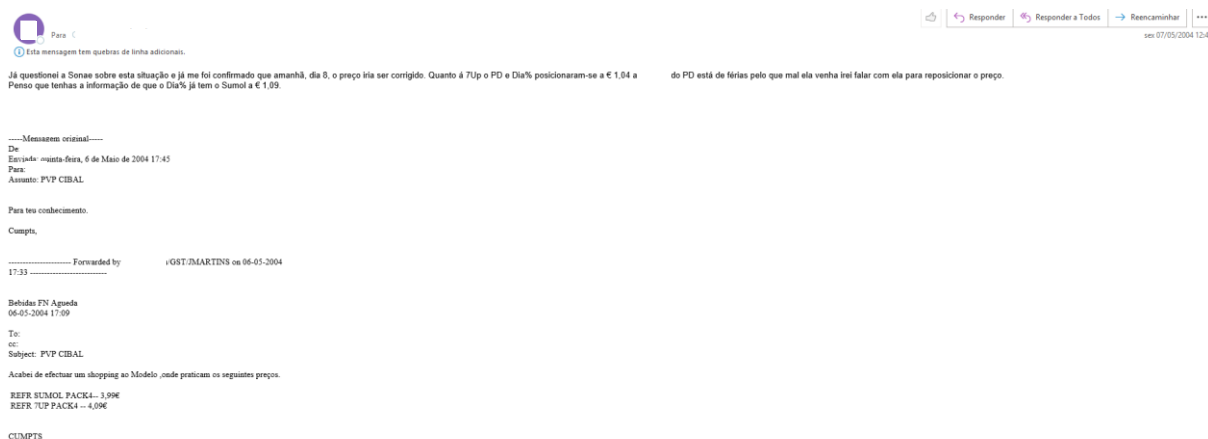 Responder
Responder a Todos
Reencaminhar
Para
sex 07/05/2004 12:4
Esta mensagem tem quebras de linha adicionais.
Já questionei a Sonae sobre esta situação e já me foi confirmado que amanhã, dia 8, o preço iria ser corrigido. Quanto á 7Up o PD e Dia% posicionaram-se a € 1,04 a do PD está de férias pelo que mal ela venha irei falar com ela para reposicionar o preço.
Penso que tenhas a informação de que o Dia% já tem o Sumol a € 1,09.
-----Mensagem original-----
De
Enviada: quinta-feira, 6 de Maio de 2004 17:45
Para:
Assunto: PVP CIBAL
Para teu conhecimento.
Cumpts,
---------------------- Forwarded by /GST/JMARTINS on 06-05-2004
17:33 ---------------------------
Bebidas FN Agueda
06-05-2004 17:09
To:
cc:
Subject: PVP CIBAL
Acabei de efectuar um shopping ao Modelo ,onde praticam os seguintes preços.
REFR SUMOL PACK4-- 3,99€
REFR 7UP PACK4 -- 4,09€
CUMPTS